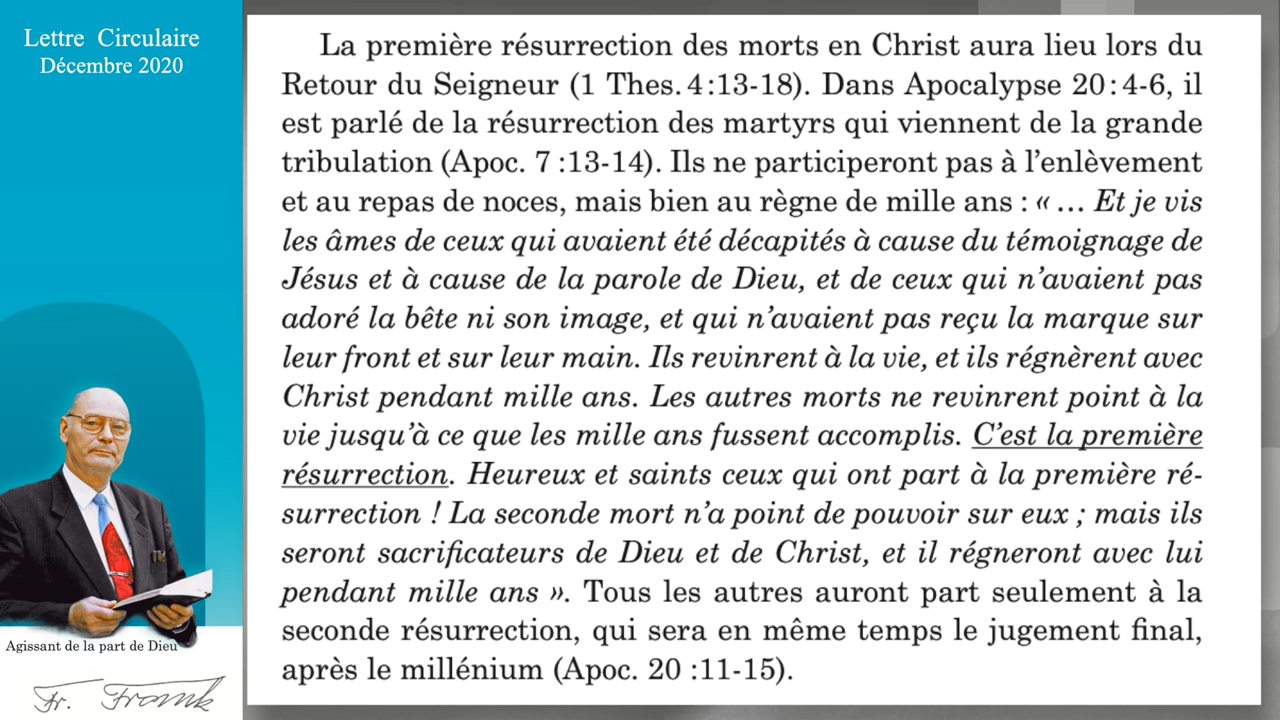 Lettre Circulaire
Décembre 2020
La première résurrection des morts en Christ aura lieu lors du
Retour du Seigneur (1 Thes. 4:13-18). Dans Apocalypse 20:4-6, il
est parlé de la résurrection des martyrs qui viennent de la grande
tribulation (Apoc. 7 :13-14). Ils ne participeront pas à l’enlèvement
et au repas de noces, mais bien au règne de mille ans : « … Et je vis
les âmes de ceux qui avaient été décapités à cause du témoignage de
Jésus et à cause de la parole de Dieu, et de ceux qui n’avaient pas
adoré la bête ni son image, et qui n’avaient pas reçu la marque sur
leur front et sur leur main. Ils revinrent à la vie, et ils régnèrent avec
Christ pendant mille ans. Les autres morts ne revinrent point à la
vie jusqu’à ce que les mille ans fussent accomplis. C’est la première
résurrection. Heureux et saints ceux qui ont part à la première ré-
surrection ! La seconde mort n’a point de pouvoir sur eux ; mais ils
seront sacrificateurs de Dieu et de Christ, et il régneront avec lui
pendant mille ans ». Tous les autres auront part seulement à la
seconde résurrection, qui sera en même temps le jugement final,
après le millénium (Apoc. 20 :11-15).
Agissant de la part de Dieu
Fr. Frank